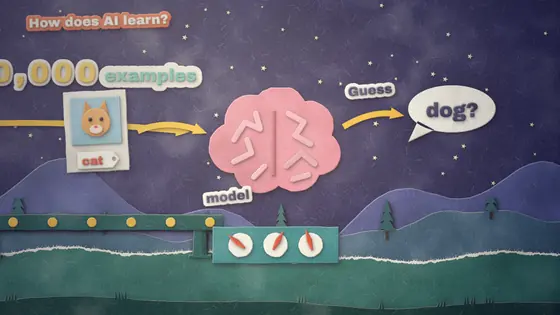 How does AI learn?
0,000 examples
Guess
dog?
cat
model